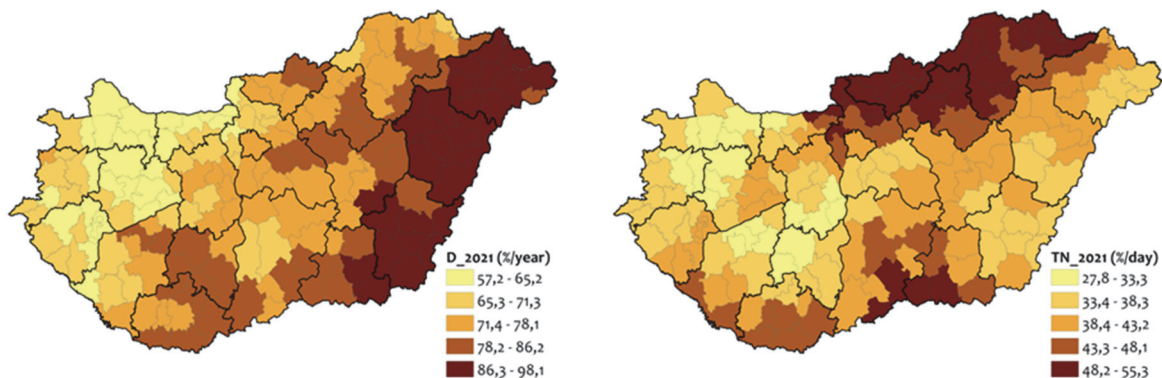 D_2021 (%/year)
57,2 - 65,2
65,3 - 71,3
71,4 - 78,1
78,2 - 86,2
86,3 - 98,1
TN_2021 (%/day)
27,8 - 33,3
33,4 - 38,3
38,4 - 43,2
43,3 - 48,1
48,2 - 55,3